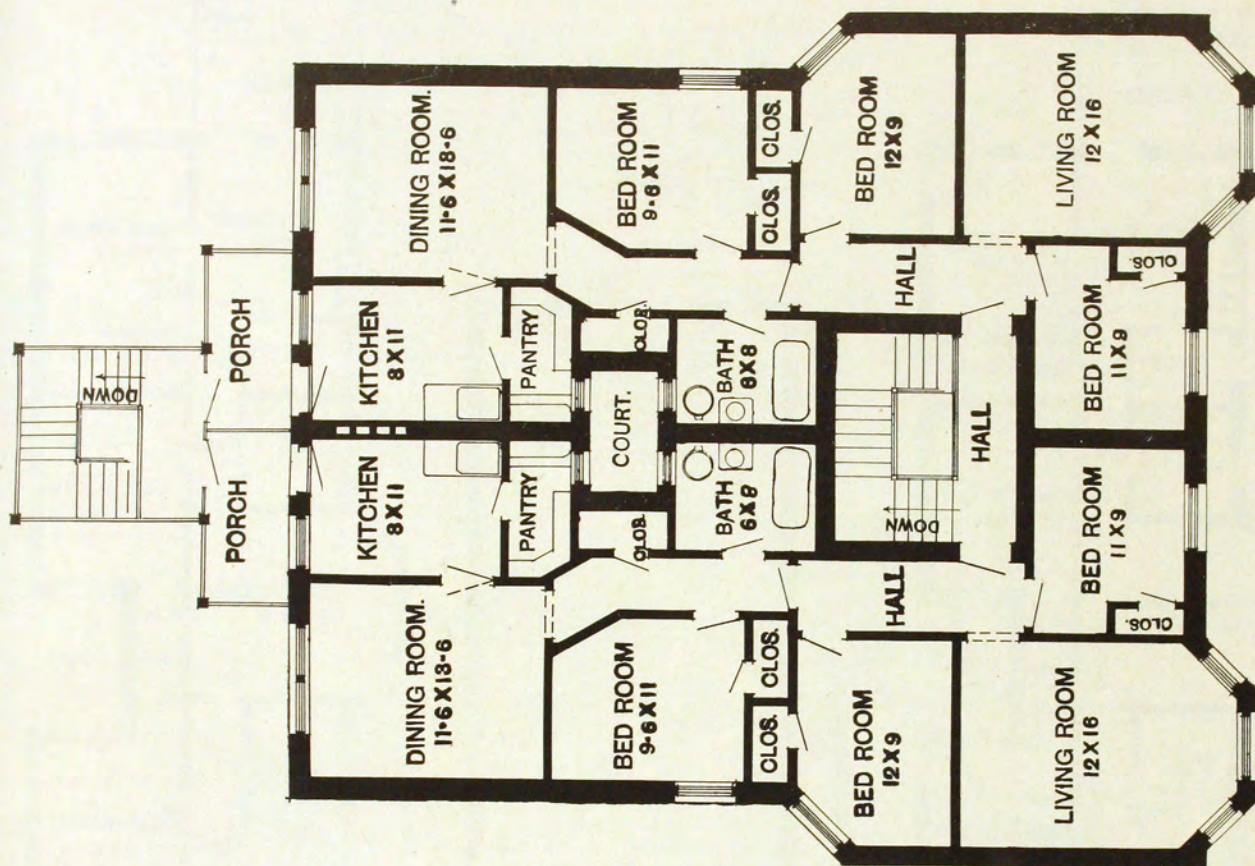 DOWN
PORCH
PORCH
DINING ROOM.
11-6 X 13-6
KITCHEN
8 X 11
KITCHEN
8 X 11
DINING ROOM.
11-6 X 13-6
PANTRY
PANTRY
BED ROOM
9-6 X 11
CLOS.
COURT.
CLOS.
BED ROOM
9-6 X 11
CLOS.
CLOS.
BATH
6 X 8
BATH
6 X 8
CLOS.
CLOS.
BED ROOM
12 X 9
HALL
DOWN
HALL
HALL
BED ROOM
12 X 9
LIVING ROOM
12 X 16
BED ROOM
11 X 9
CLOS.
BED ROOM
11 X 9
CLOS.
LIVING ROOM
12 X 16